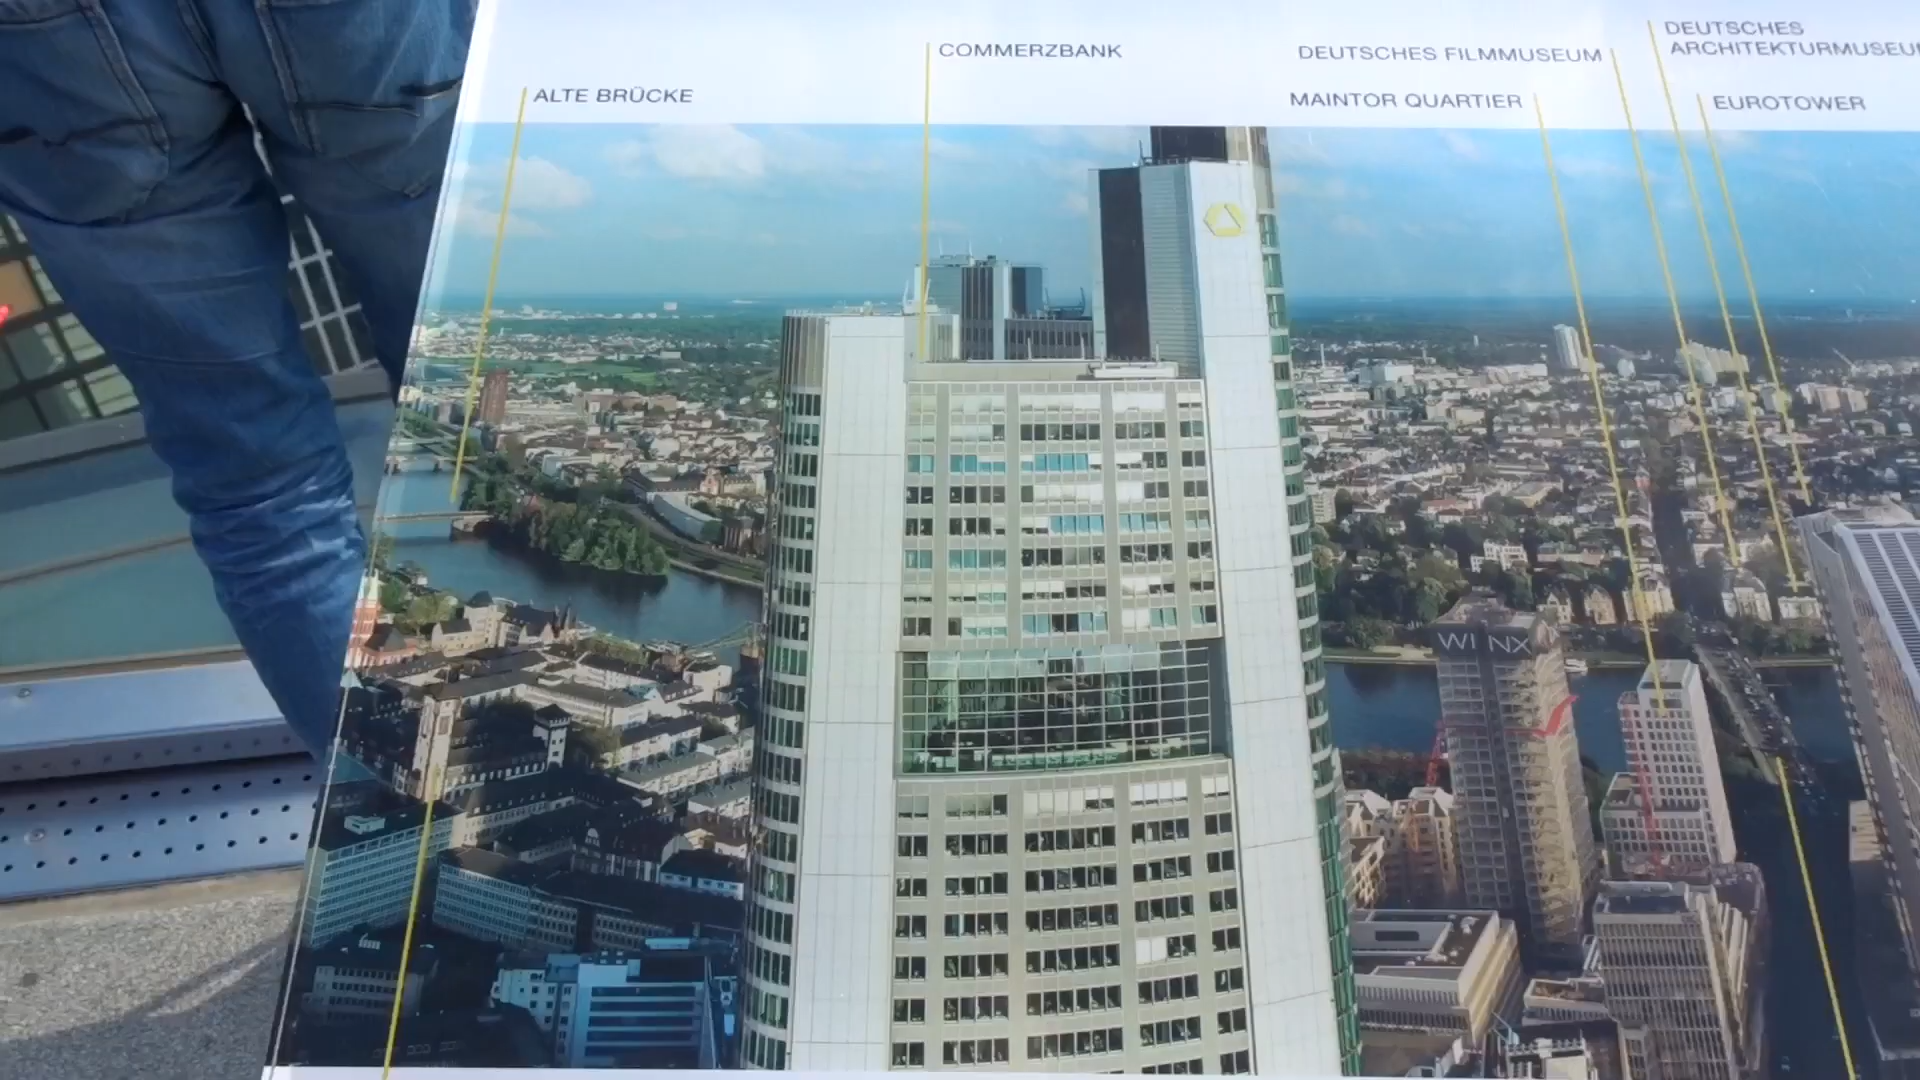 DEUTSCHES
ARCHITEKTURMUSEU
COMMERZBANK
DEUTSCHES FILMMUSEUM
ALTE BRÜCKE
MAINTOR QUARTIER
EUROTOWER
WINX